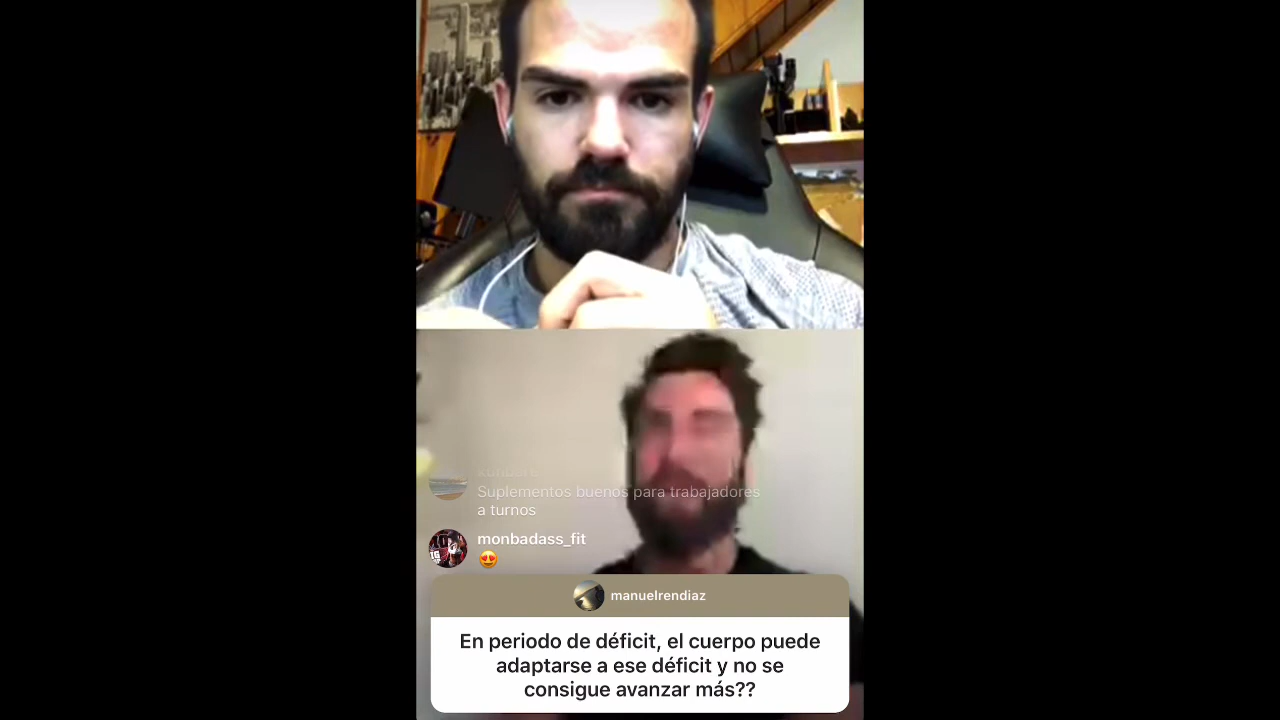 Suplementos buenos para trabajadores
a turnos
monbadass_fit
manuelrendiaz
En periodo de déficit, el cuerpo puede
adaptarse a ese déficit y no se
consigue avanzar más??